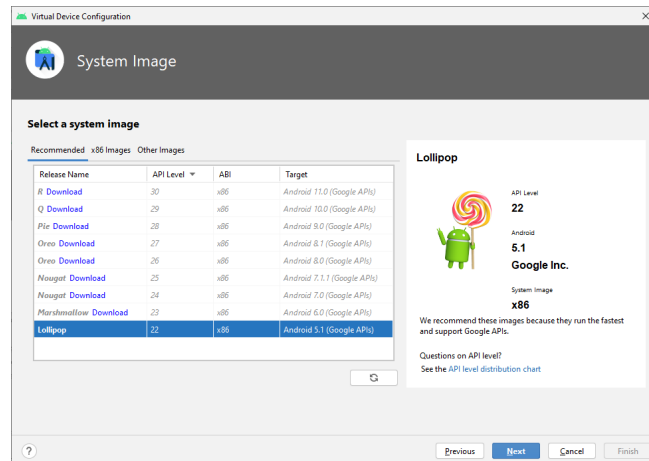 Virtual Device Configuration
System Image
Select a system image
Recommended x86 Images Other Images
Release Name API Level ABI Target
R Download 30 x86 Android 11.0 (Google APIs)
Q Download 29 x86 Android 10.0 (Google APIs)
Pie Download 28 x86 Android 9.0 (Google APIs)
Oreo Download 27 x86 Android 8.1 (Google APIs)
Oreo Download 26 x86 Android 8.0 (Google APIs)
Nougat Download 25 x86 Android 7.1.1 (Google APIs)
Nougat Download 24 x86 Android 7.0 (Google APIs)
Marshmallow Download 23 x86 Android 6.0 (Google APIs)
Lollipop 22 x86 Android 5.1 (Google APIs)
Lollipop
API Level
22
Android
5.1
Google Inc.
System Image
x86
We recommend these images because they run the fastest
and support Google APIs.
Questions on API level?
See the API level distribution chart
? Previous Next Cancel Finish